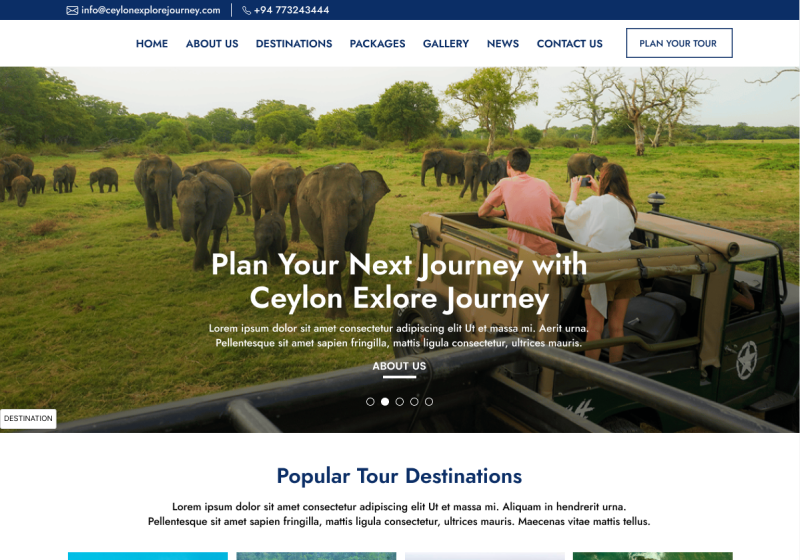 info@ceylonexplorejourney.com
+94 773243444
HOME ABOUT US DESTINATIONS PACKAGES GALLERY NEWS CONTACT US PLAN YOUR TOUR
Plan Your Next Journey with
Ceylon Exlore Journey
Lorem ipsum dolor sit amet consectetur adipiscing elit Ut et massa mi. Aerit urna.
Pellentesque sit amet sapien fringilla, mattis ligula consectetur, ultrices mauris.
ABOUT US
DESTINATION
Popular Tour Destinations
Lorem ipsum dolor sit amet consectetur adipiscing elit Ut et massa mi. Aliquam in hendrerit urna.
Pellentesque sit amet sapien fringilla, mattis ligula consectetur, ultrices mauris. Maecenas vitae mattis tellus.